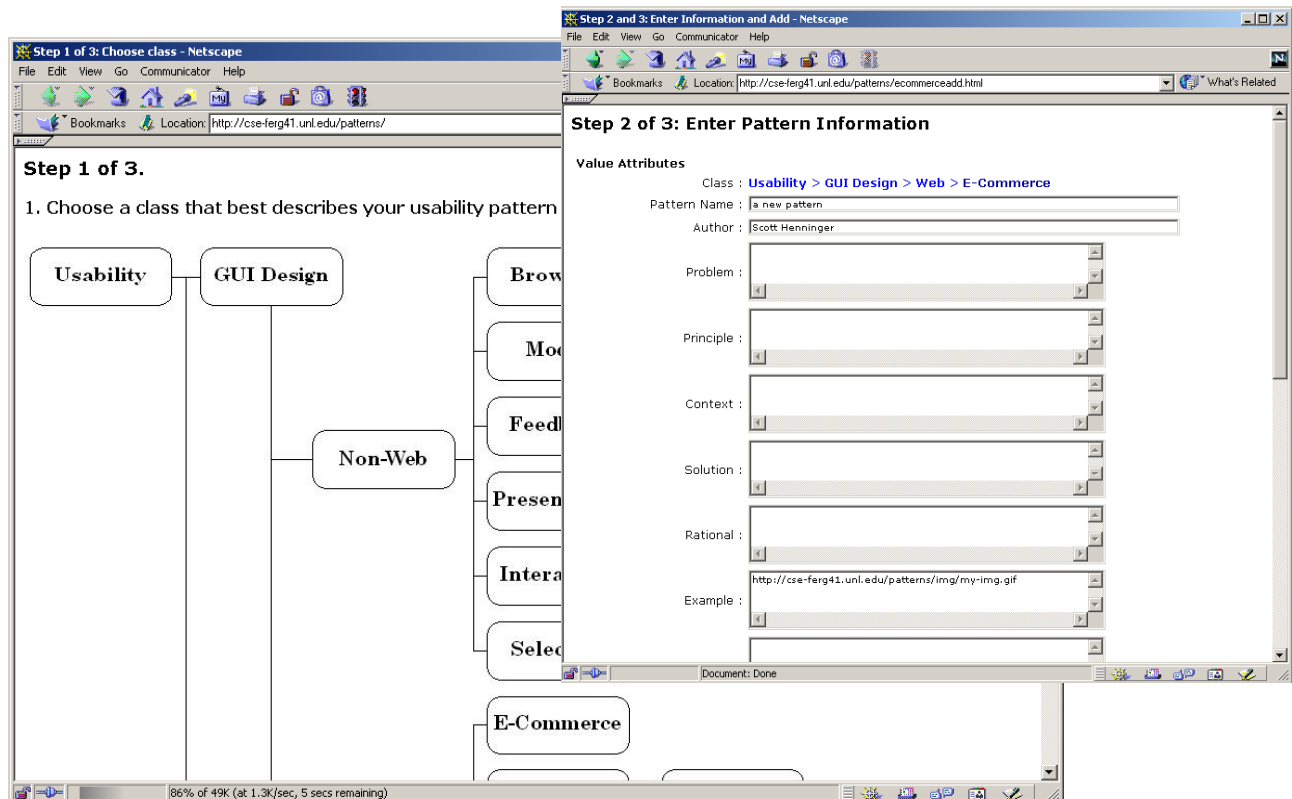 Step 1 of 3: Choose class - Netscape
File Edit View Go Communicator Help
My
Bookmarks Location: http://cse-ferg41.unl.edu/patterns/
Step 1 of 3.
1. Choose a class that best describes your usability pattern
Usability
GUI Design
Non-Web
E-Commerce
86% of 49K (at 1.3K/sec, 5 secs remaining)
Step 2 and 3: Enter Information and Add - Netscape
File Edit View Go Communicator Help
My
N
Bookmarks Location: http://cse-ferg41.unl.edu/patterns/ecommerceadd.html What's Related
Step 2 of 3: Enter Pattern Information
Value Attributes
Class : Usability > GUI Design > Web > E-Commerce
Pattern Name : a new pattern
Author : Scott Henninger
Problem :
Principle :
Context :
Solution :
Rational :
Example : http://cse-ferg41.unl.edu/patterns/img/my-img.gif
Document: Done